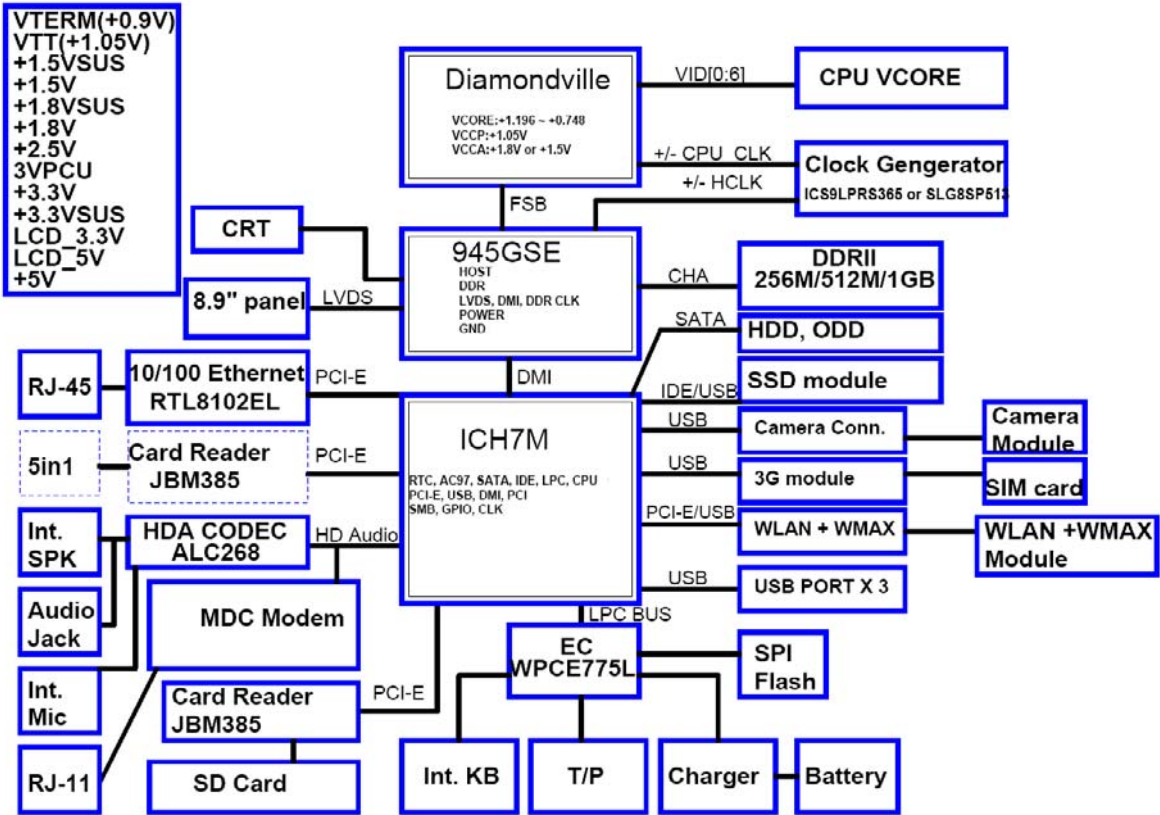 VTERM(+0.9V)
VTT(+1.05V)
+1.5VSUS
+1.5V
+1.8VSUS
+1.8V
+2.5V
3VPCU
+3.3V
+3.3VSUS
LCD_3.3V
LCD_5V
+5V
Diamondville
VCORE:+1.196 ~ +0.748
VCCP:+1.05V
VCCA:+1.8V or +1.5V
VID[0:6]
CPU VCORE
+/- CPU_CLK
+/- HCLK
Clock Gengerator
ICS9LPRS365 or SLG8SP513
FSB
CRT
8.9" panel
LVDS
945GSE
HOST
DDR
LVDS, DMI, DDR CLK
POWER
GND
CHA
DDRII
256M/512M/1GB
SATA
HDD, ODD
DMI
RJ-45
10/100 Ethernet
RTL8102EL
PCI-E
5in1
Card Reader
JBM385
PCI-E
ICH7M
RTC, AC97, SATA, IDE, LPC, CPU
PCI-E, USB, DMI, PCI
SMB, GPIO, CLK
IDE/USB
SSD module
USB
Camera Conn.
Camera
Module
USB
3G module
SIM card
PCI-E/USB
WLAN + WMAX
WLAN +WMAX
Module
USB
USB PORT X 3
Int.
SPK
HDA CODEC
ALC268
HD Audio
Audio
Jack
MDC Modem
Int.
Mic
RJ-11
Card Reader
JBM385
PCI-E
SD Card
LPC BUS
EC
WPCE775L
SPI
Flash
Int. KB
T/P
Charger
Battery